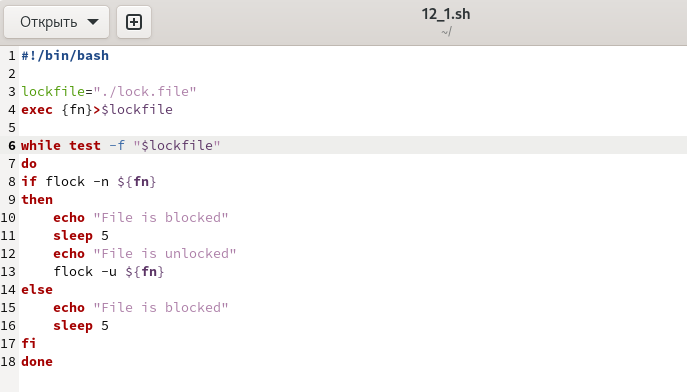 Открыть
12_1.sh
~/
1 #!/bin/bash
2
3 lockfile="./lock.file"
4 exec {fn}>$lockfile
5
6 while test -f "$lockfile"
7 do
8 if flock -n ${fn}
9 then
10     echo "File is blocked"
11     sleep 5
12     echo "File is unlocked"
13     flock -u ${fn}
14 else
15     echo "File is blocked"
16     sleep 5
17 fi
18 done